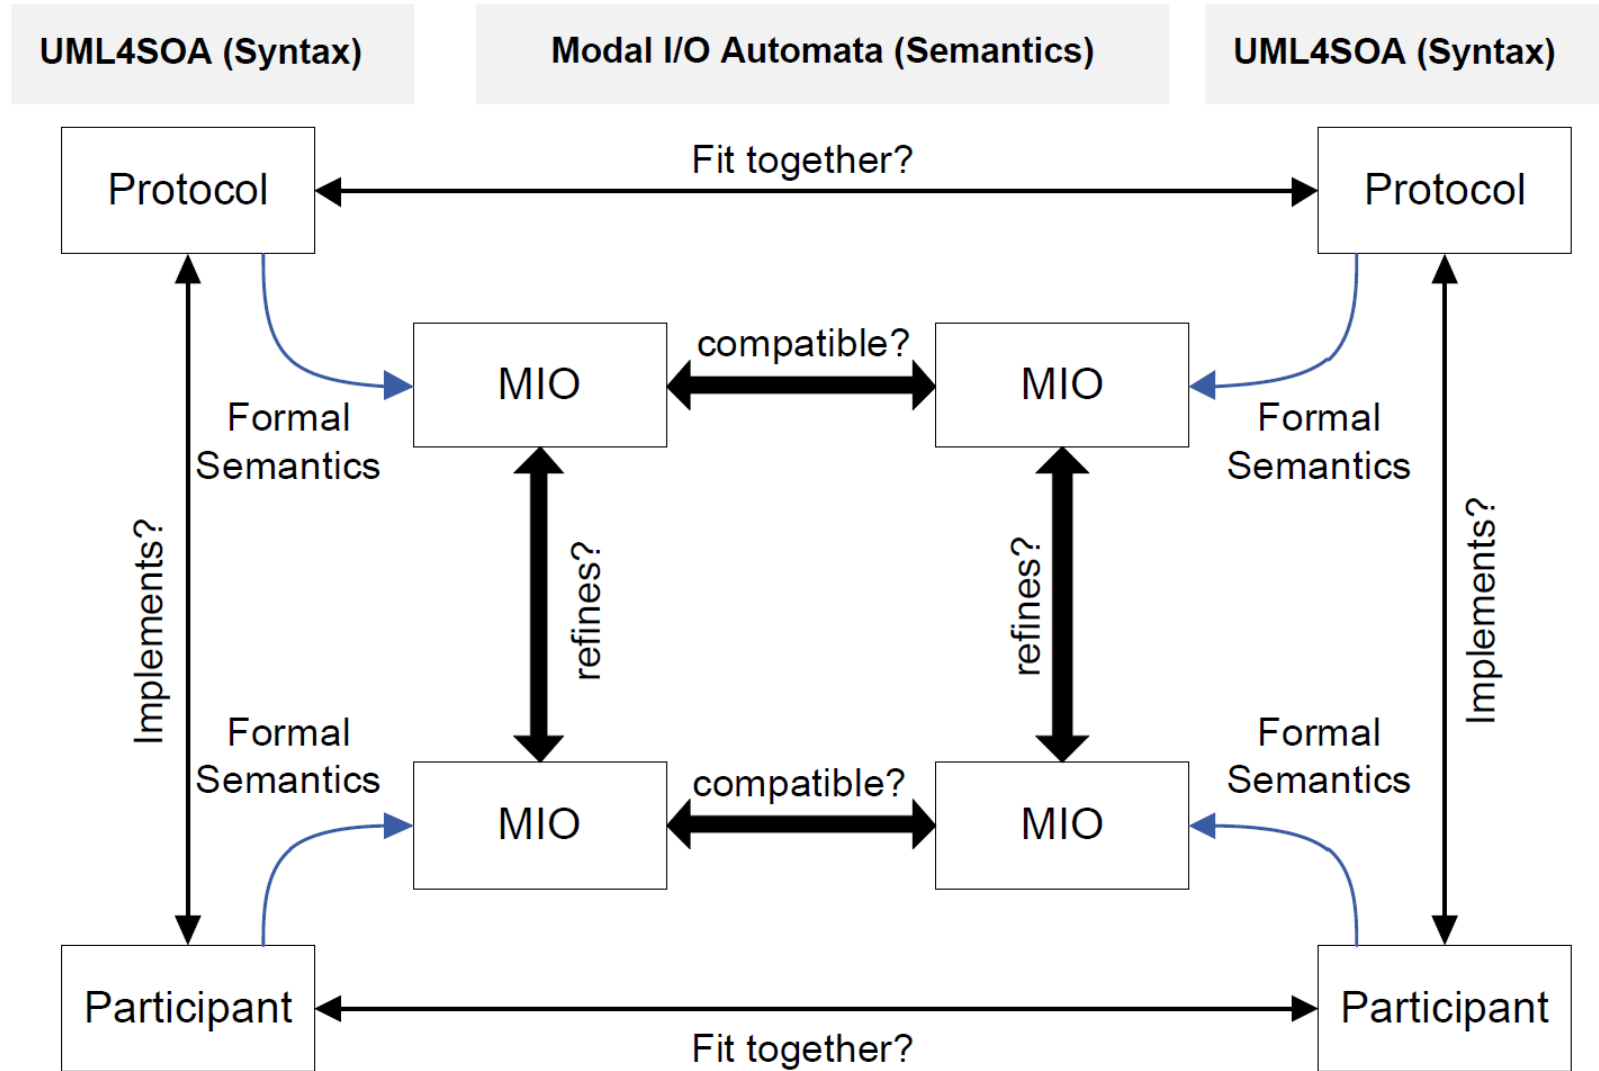 UML4SOA (Syntax)
Modal I/O Automata (Semantics)
UML4SOA (Syntax)
Protocol
Fit together?
Protocol
MIO
compatible?
MIO
Formal
Semantics
Formal
Semantics
Implements?
refines?
refines?
Implements?
Formal
Semantics
Formal
Semantics
MIO
compatible?
MIO
Participant
Fit together?
Participant